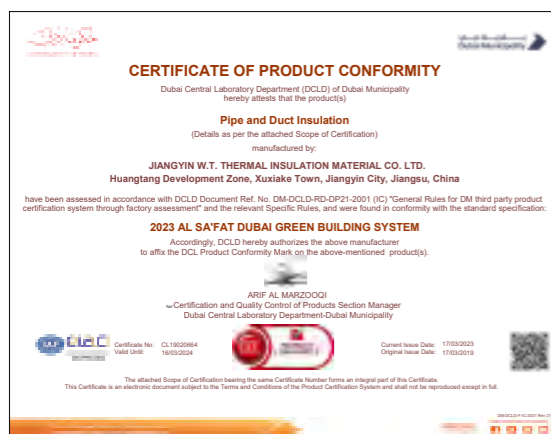 Dubai Municipality
CERTIFICATE OF PRODUCT CONFORMITY
Dubai Central Laboratory Department (DCLD) of Dubai Municipality
hereby attests that the product(s)
Pipe and Duct Insulation
(Details as per the attached Scope of Certification)
manufactured by:
JIANGYIN W.T. THERMAL INSULATION MATERIAL CO. LTD.
Huangtang Development Zone, Xuxiake Town, Jiangyin City, Jiangsu, China
have been assessed in accordance with DCLD Document Ref. No. DM-DCLD-RD-DP21-2001 (IC) "General Rules for DM third party product
certification system through factory assessment" and the relevant Specific Rules, and were found in conformity with the standard specification:
2023 AL SA'FAT DUBAI GREEN BUILDING SYSTEM
Accordingly, DCLD hereby authorizes the above manufacturer
to affix the DCL Product Conformity Mark on the above-mentioned product(s).
ARIF AL MARZOOQI
Certification and Quality Control of Products Section Manager
Dubai Central Laboratory Department-Dubai Municipality
Certificate No: CL19020664
Valid Until: 16/03/2024
Current Issue Date: 17/03/2023
Original Issue Date: 17/03/2019
The attached Scope of Certification bearing the same Certificate Number forms an integral part of this Certificate.
This Certificate is an electronic document subject to the Terms and Conditions of the Product Certification System and shall not be reproduced except in full.